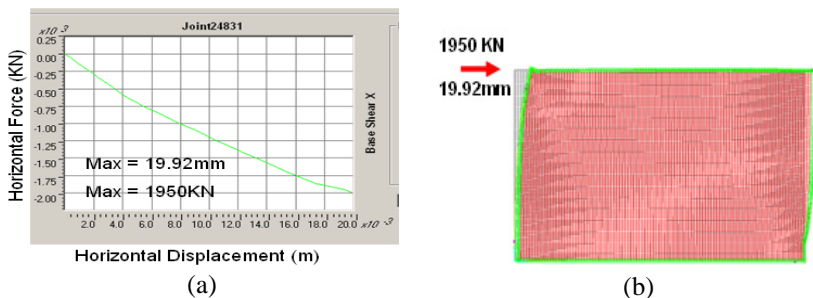 Joint24831
x10 -3
0.25
0.00
-0.25
-0.50
-0.75
-1.00
-1.25
-1.50
-1.75
-2.00
Horizontal Force (KN)
Max = 19.92mm
Max = 1950KN
Base Shear X
2.0 4.0 6.0 8.0 10.0 12.0 14.0 16.0 18.0 20.0 x10 -3
Horizontal Displacement (m)
(a)
1950 KN
19.92mm
(b)